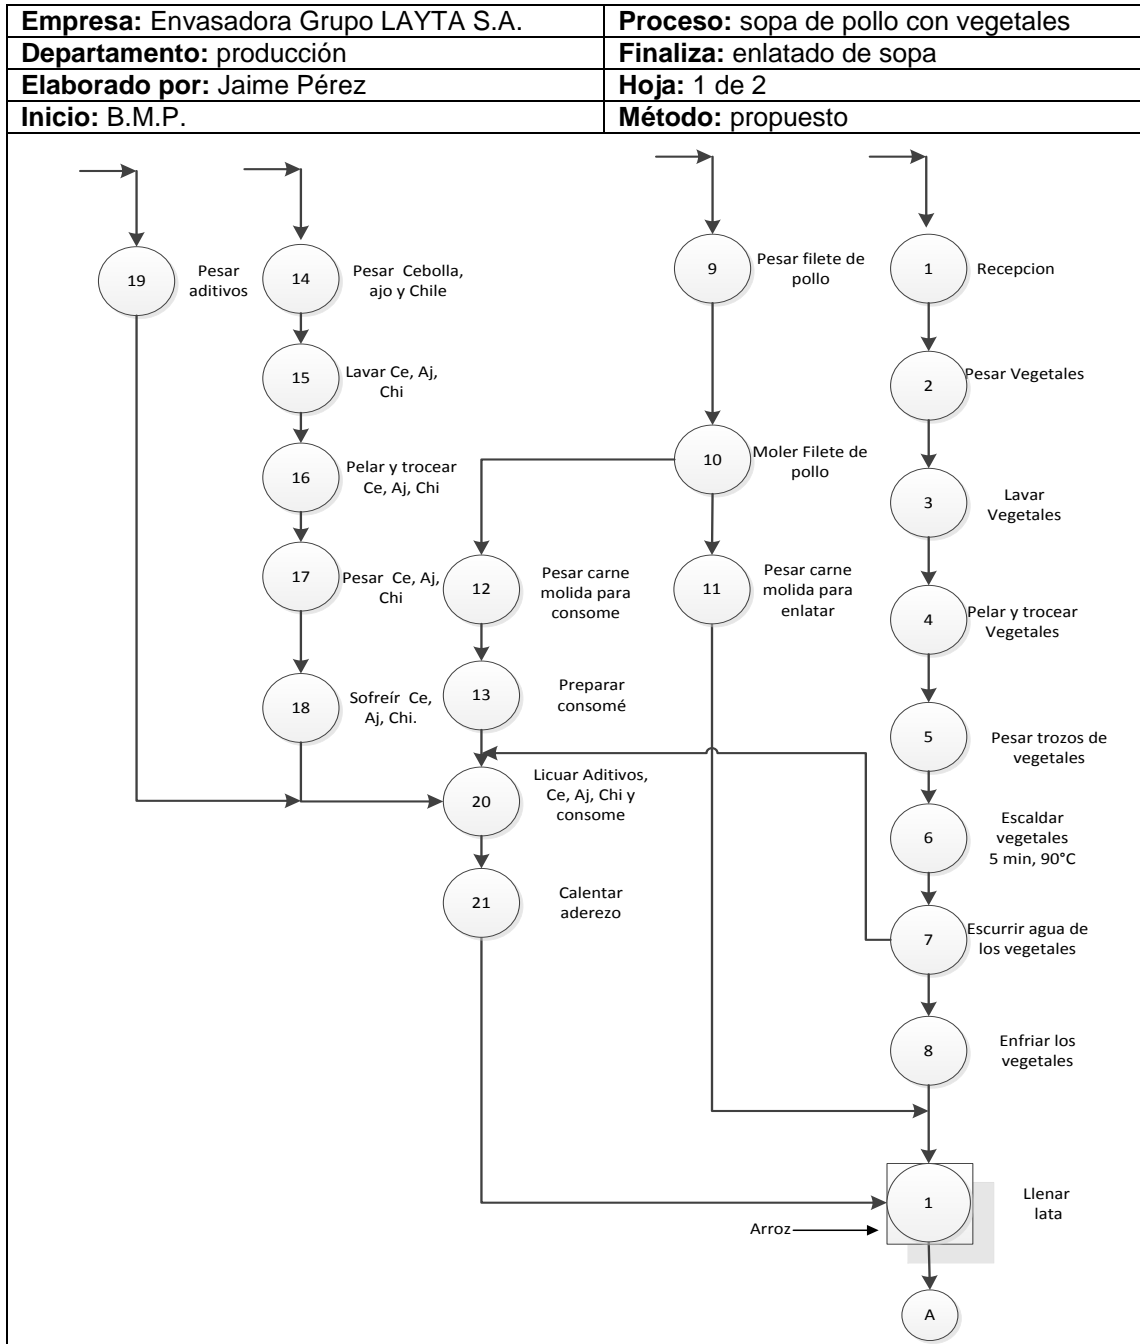 Empresa: Envasadora Grupo LAYTA S.A.
Proceso: sopa de pollo con vegetales
Departamento: producción
Finaliza: enlatado de sopa
Elaborado por: Jaime Pérez
Hoja: 1 de 2
Inicio: B.M.P.
Método: propuesto
19
Pesar
aditivos
14
Pesar Cebolla,
ajo y Chile
9
Pesar filete de
pollo
1
Recepcion
15
Lavar Ce, Aj,
Chi
2
Pesar Vegetales
16
Pelar y trocear
Ce, Aj, Chi
10
Moler Filete de
pollo
3
Lavar
Vegetales
17
Pesar Ce, Aj,
Chi
12
Pesar carne
molida para
consome
11
Pesar carne
molida para
enlatar
4
Pelar y trocear
Vegetales
18
Sofreír Ce,
Aj, Chi.
13
Preparar
consomé
5
Pesar trozos de
vegetales
20
Licuar Aditivos,
Ce, Aj, Chi y
consome
6
Escaldar
vegetales
5 min, 90°C
21
Calentar
aderezo
7
Escurrir agua de
los vegetales
8
Enfriar los
vegetales
1
Llenar
lata
Arroz
A